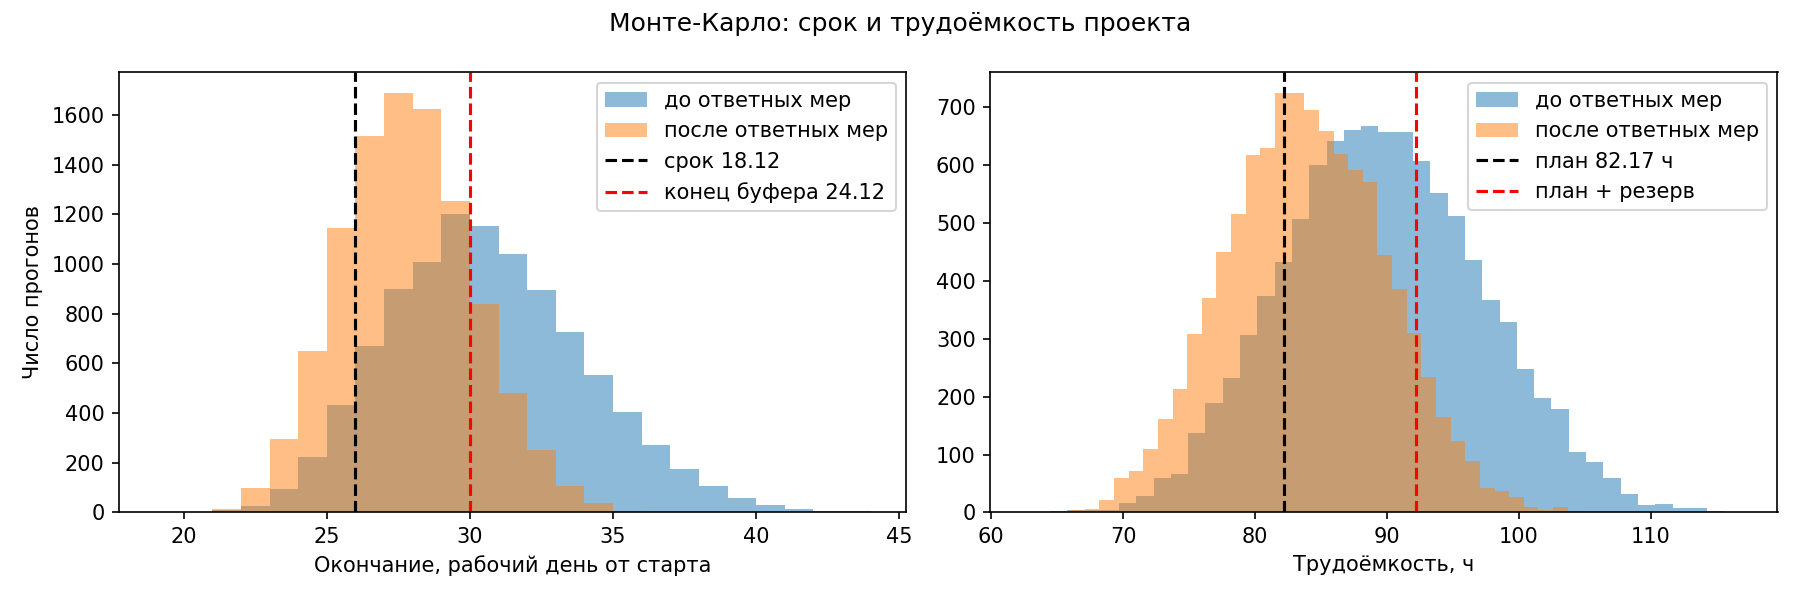 Монте-Карло: срок и трудоёмкость проекта
Число прогонов
1600
1400
1200
1000
800
600
400
200
0
20 25 30 35 40 45
Окончание, рабочий день от старта
до ответных мер
после ответных мер
срок 18.12
конец буфера 24.12
700
600
500
400
300
200
100
0
60 70 80 90 100 110
Трудоёмкость, ч
до ответных мер
после ответных мер
план 82.17 ч
план + резерв